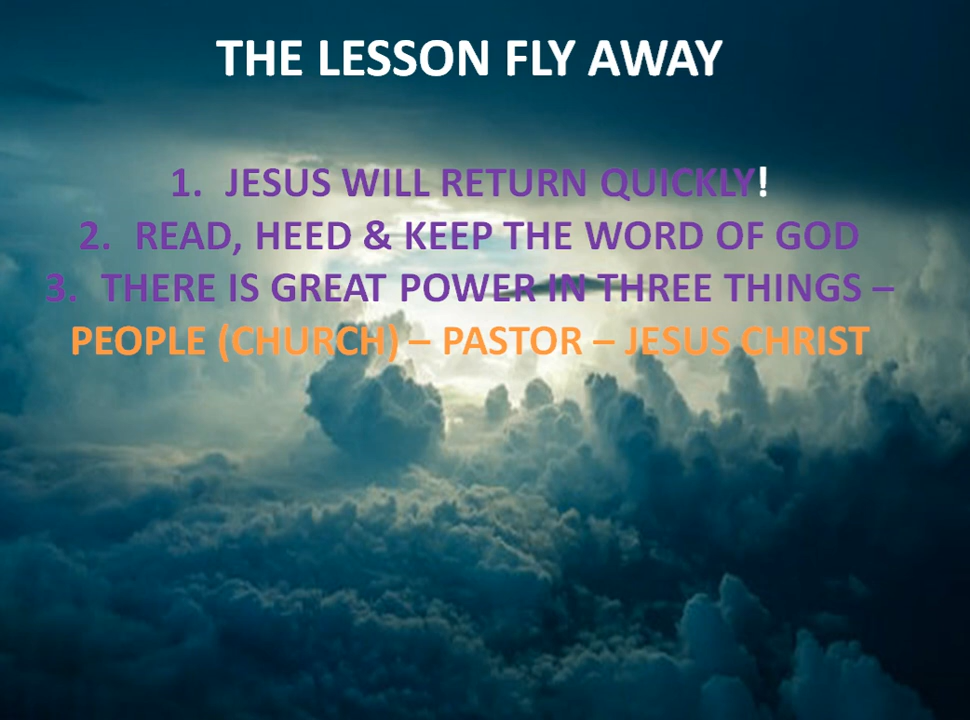 THE LESSON FLY AWAY
1. JESUS WILL RETURN QUICKLY!
2. READ, HEED & KEEP THE WORD OF GOD
3. THERE IS GREAT POWER IN THREE THINGS –
PEOPLE (CHURCH) – PASTOR – JESUS CHRIST